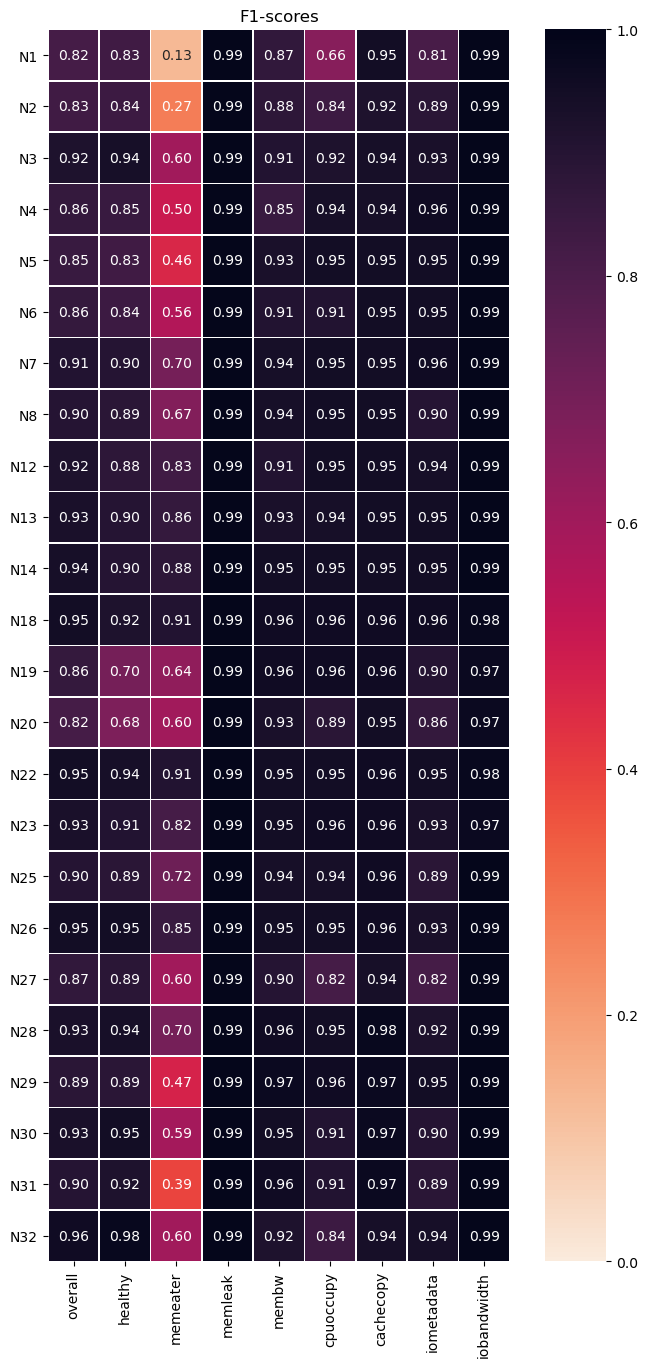 F1-scores
N1 0.82 0.83 0.13 0.99 0.87 0.66 0.95 0.81 0.99 1.0
N2 0.83 0.84 0.27 0.99 0.88 0.84 0.92 0.89 0.99
N3 0.92 0.94 0.60 0.99 0.91 0.92 0.94 0.93 0.99
N4 0.86 0.85 0.50 0.99 0.85 0.94 0.94 0.96 0.99
N5 0.85 0.83 0.46 0.99 0.93 0.95 0.95 0.95 0.99 0.8
N6 0.86 0.84 0.56 0.99 0.91 0.91 0.95 0.95 0.99
N7 0.91 0.90 0.70 0.99 0.94 0.95 0.95 0.96 0.99
N8 0.90 0.89 0.67 0.99 0.94 0.95 0.95 0.90 0.99
N12 0.92 0.88 0.83 0.99 0.91 0.95 0.95 0.94 0.99
N13 0.93 0.90 0.86 0.99 0.93 0.94 0.95 0.95 0.99 0.6
N14 0.94 0.90 0.88 0.99 0.95 0.95 0.95 0.95 0.99
N18 0.95 0.92 0.91 0.99 0.96 0.96 0.96 0.96 0.98
N19 0.86 0.70 0.64 0.99 0.96 0.96 0.96 0.90 0.97
N20 0.82 0.68 0.60 0.99 0.93 0.89 0.95 0.86 0.97
N22 0.95 0.94 0.91 0.99 0.95 0.95 0.96 0.95 0.98 0.4
N23 0.93 0.91 0.82 0.99 0.95 0.96 0.96 0.93 0.97
N25 0.90 0.89 0.72 0.99 0.94 0.94 0.96 0.89 0.99
N26 0.95 0.95 0.85 0.99 0.95 0.95 0.96 0.93 0.99
N27 0.87 0.89 0.60 0.99 0.90 0.82 0.94 0.82 0.99
N28 0.93 0.94 0.70 0.99 0.96 0.95 0.98 0.92 0.99 0.2
N29 0.89 0.89 0.47 0.99 0.97 0.96 0.97 0.95 0.99
N30 0.93 0.95 0.59 0.99 0.95 0.91 0.97 0.90 0.99
N31 0.90 0.92 0.39 0.99 0.96 0.91 0.97 0.89 0.99
N32 0.96 0.98 0.60 0.99 0.92 0.84 0.94 0.94 0.99
0.0
overall healthy memeater memleak membw cpuoccupy cachecopy iometadata iobandwidth